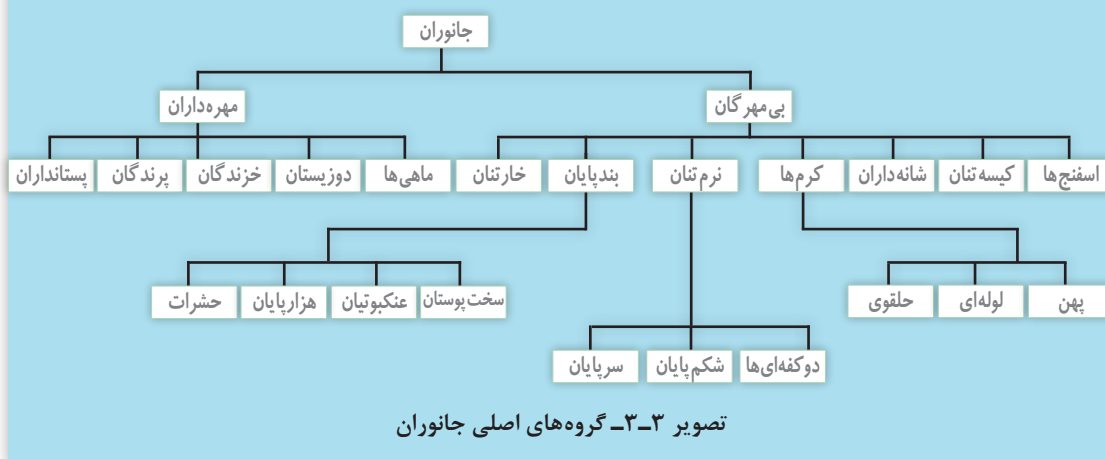 جانوران
بی‌مهرگان
مهره‌داران
اسفنج‌ها
کیسه‌تنان
شانه‌داران
کرم‌ها
نرم‌تنان
بندپایان
خارتنان
ماهی‌ها
دوزیستان
خزندگان
پرندگان
پستانداران
پهن
لوله‌ای
حلقوی
سخت‌پوستان
عنکبوتیان
هزارپایان
حشرات
دوکفه‌ای‌ها
شکم‌پایان
سرپایان
تصویر ۳ـ۳ـ گروه‌های اصلی جانوران